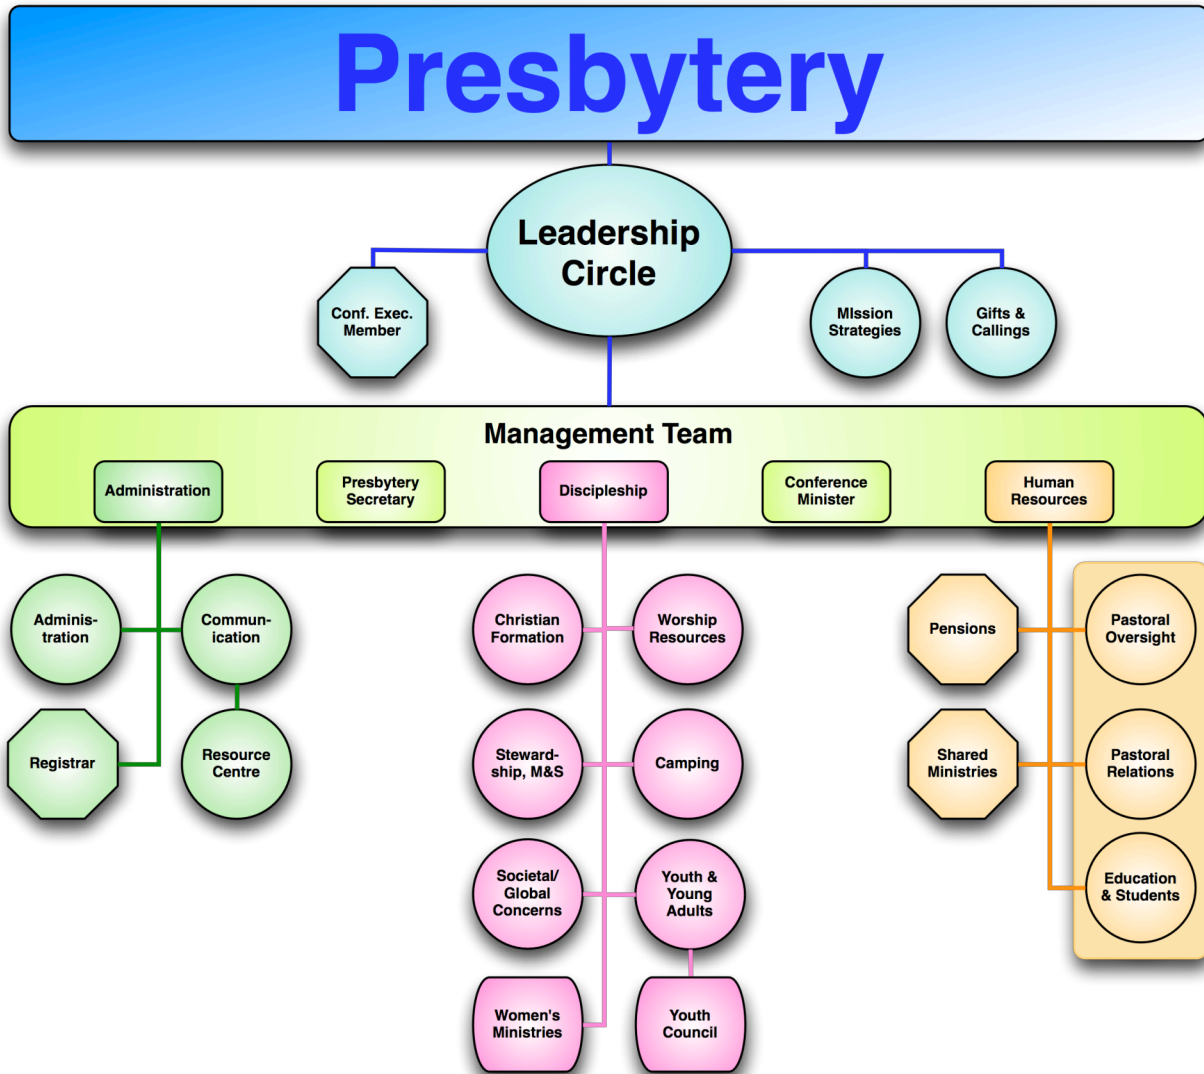 Presbytery
Leadership
Circle
Conf. Exec.
Member
MIssion
Strategies
Gifts &
Callings
Management Team
Administration
Presbytery
Secretary
Discipleship
Conference
Minister
Human
Resources
Adminis-
tration
Commun-
ication
Christian
Formation
Worship
Resources
Pensions
Pastoral
Oversight
Registrar
Resource
Centre
Steward-
ship, M&S
Camping
Shared
Ministries
Pastoral
Relations
Societal/
Global
Concerns
Youth &
Young
Adults
Education
& Students
Women's
Ministries
Youth
Council